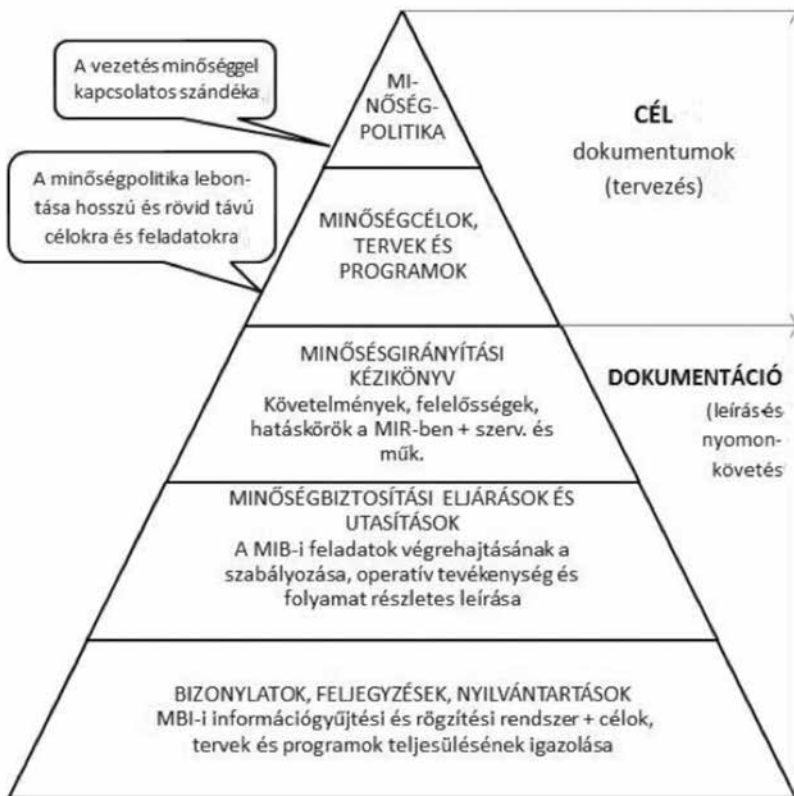 A vezetés minőséggel
kapcsolatos szándéka
A minőségpolitika lebon-
tása hosszú és rövid távú
célokra és feladatokra
MI-
NŐSÉG-
POLITIKA
CÉL
dokumentumok
(tervezés)
MINŐSÉGCÉLOK,
TERVEK ÉS
PROGRAMOK
MINŐSÉSGIRÁNYÍTÁSI
KÉZIKÖNYV
Követelmények, felelősségek,
hatáskörök a MIR-ben + szerv. és
műk.
DOKUMENTÁCIÓ
(leírás és
nyomon-
követés
MINŐSÉGBIZTOSÍTÁSI ELJÁRÁSOK ÉS
UTASÍTÁSOK
A MIB-i feladatok végrehajtásának a
szabályozása, operatív tevékenység és
folyamat részletes leírása
BIZONYLATOK, FELJEGYZÉSEK, NYILVÁNTARTÁSOK
MBI-i információgyűjtési és rögzítési rendszer + célok,
tervek és programok teljesülésének igazolása